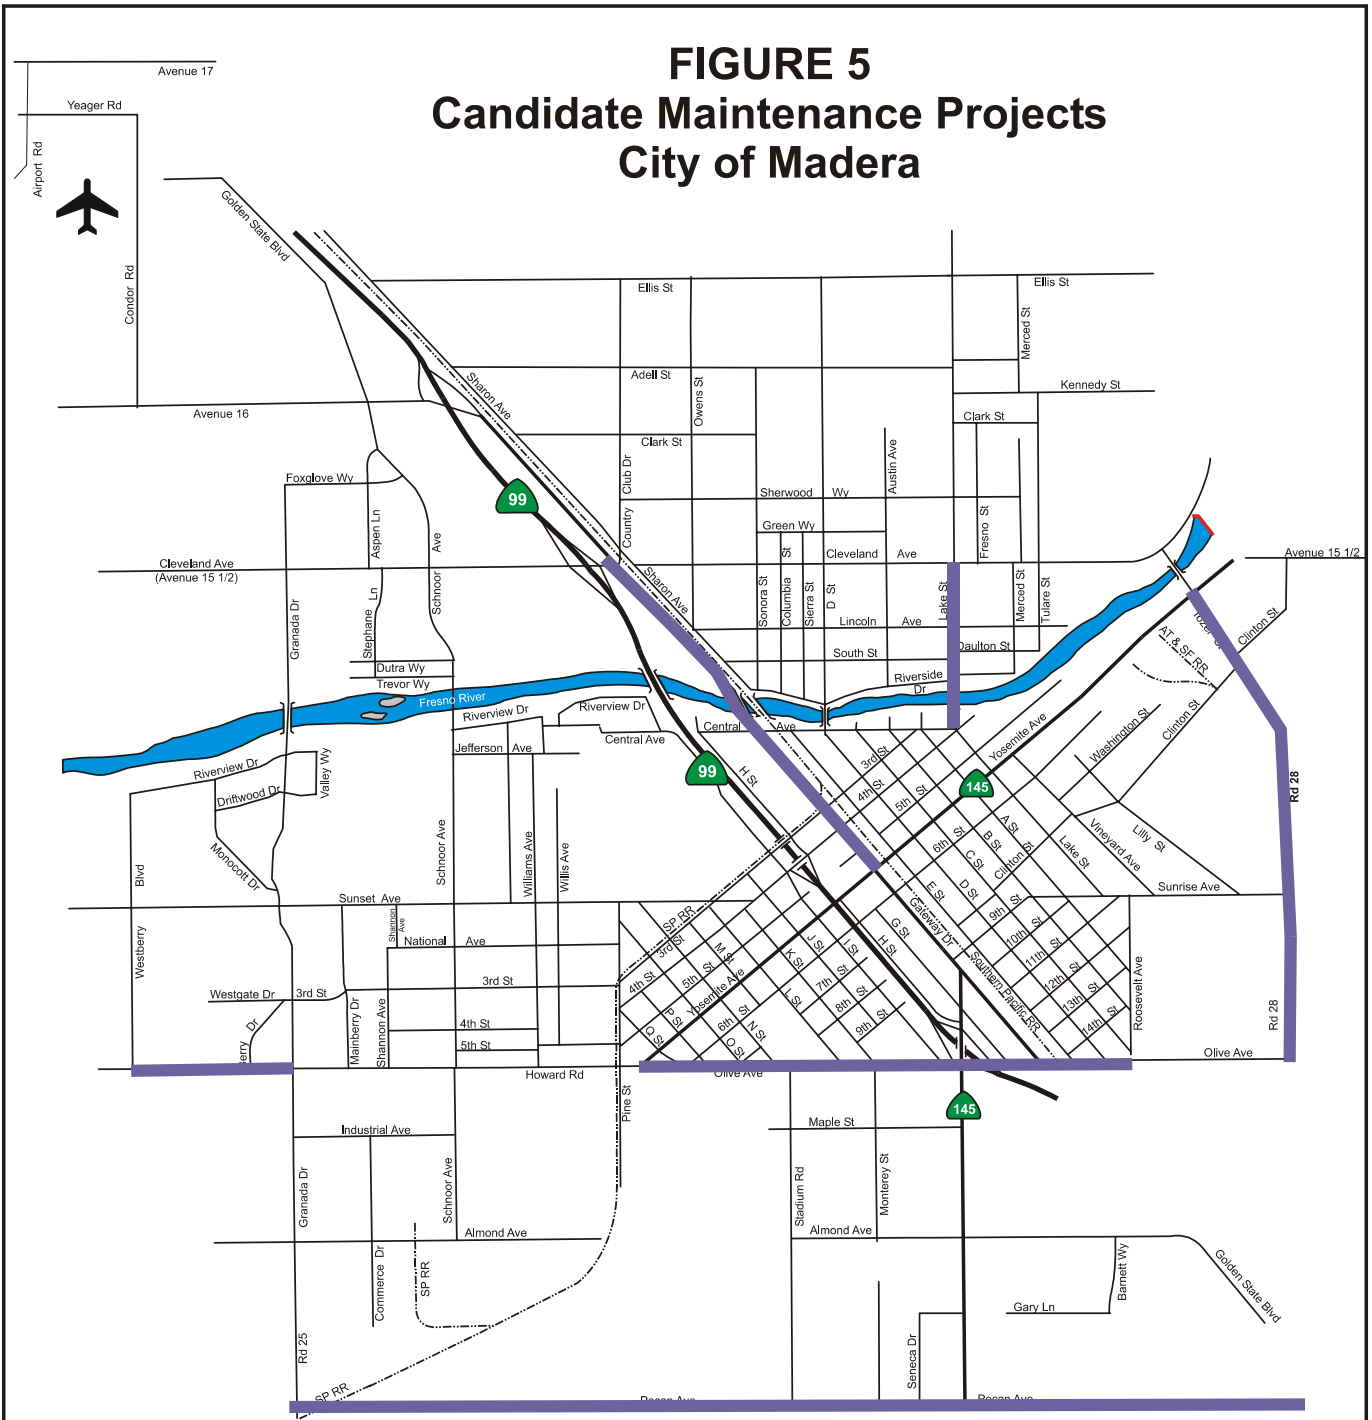 FIGURE 5
Candidate Maintenance Projects
City of Madera
Avenue 17
Yeager Rd
Airport Rd
Condor Rd
Golden State Blvd
Avenue 16
Ellis St
Ellis St
Merced St
Adell St
Sharon Ave
Owens St
Kennedy St
Clark St
Clark St
Country Club Dr
Austin Ave
Foxglove Wy
99
Sherwood Wy
Green Wy
Fresno St
Aspen Ln
Schnoor Ave
Cleveland Ave
(Avenue 15 1/2)
Cleveland Ave
Avenue 15 1/2
Sharon Ave
Sonora St
Columbia St
Sierra St
D St
Lake St
Merced St
Tulare St
Granada Dr
Stephane Ln
Lincoln Ave
South St
Daulton St
Clinton St
AT & SF RR
Dutra Wy
Trevor Wy
Riverside Dr
Fresno River
Riverview Dr
Riverview Dr
Central Ave
Central Ave
Jefferson Ave
Yosemite Ave
Washington St
Clinton St
Riverview Dr
Valley Wy
Driftwood Dr
99
H St
3rd St
4th St
5th St
145
Rd 28
Monocott Dr
Schnoor Ave
Williams Ave
Willis Ave
6th St
A St
B St
C St
Clinton St
Lake St
Vineyard Ave
Lilly St
Sunrise Ave
Westberry Blvd
Sunset Ave
Shannon Ave
National Ave
SP RR
E St
D St
9th St
10th St
11th St
12th St
13th St
14th St
Gateway Dr
Southern Pacific RR
Roosevelt Ave
Rd 28
G St
H St
I St
J St
K St
L St
M St
3rd St
4th St
5th St
Yosemite Ave
6th St
7th St
8th St
9th St
N St
O St
P St
Q St
Westgate Dr
3rd St
3rd St
Mainberry Dr
Shannon Ave
4th St
5th St
Howard Rd
Olive Ave
Olive Ave
Pine St
145
Industrial Ave
Maple St
Granada Dr
Schnoor Ave
Stadium Rd
Monterey St
Almond Ave
Almond Ave
Commerce Dr
SP RR
Barnett Wy
Golden State Blvd
Gary Ln
Seneca Dr
Rd 25
SP RR